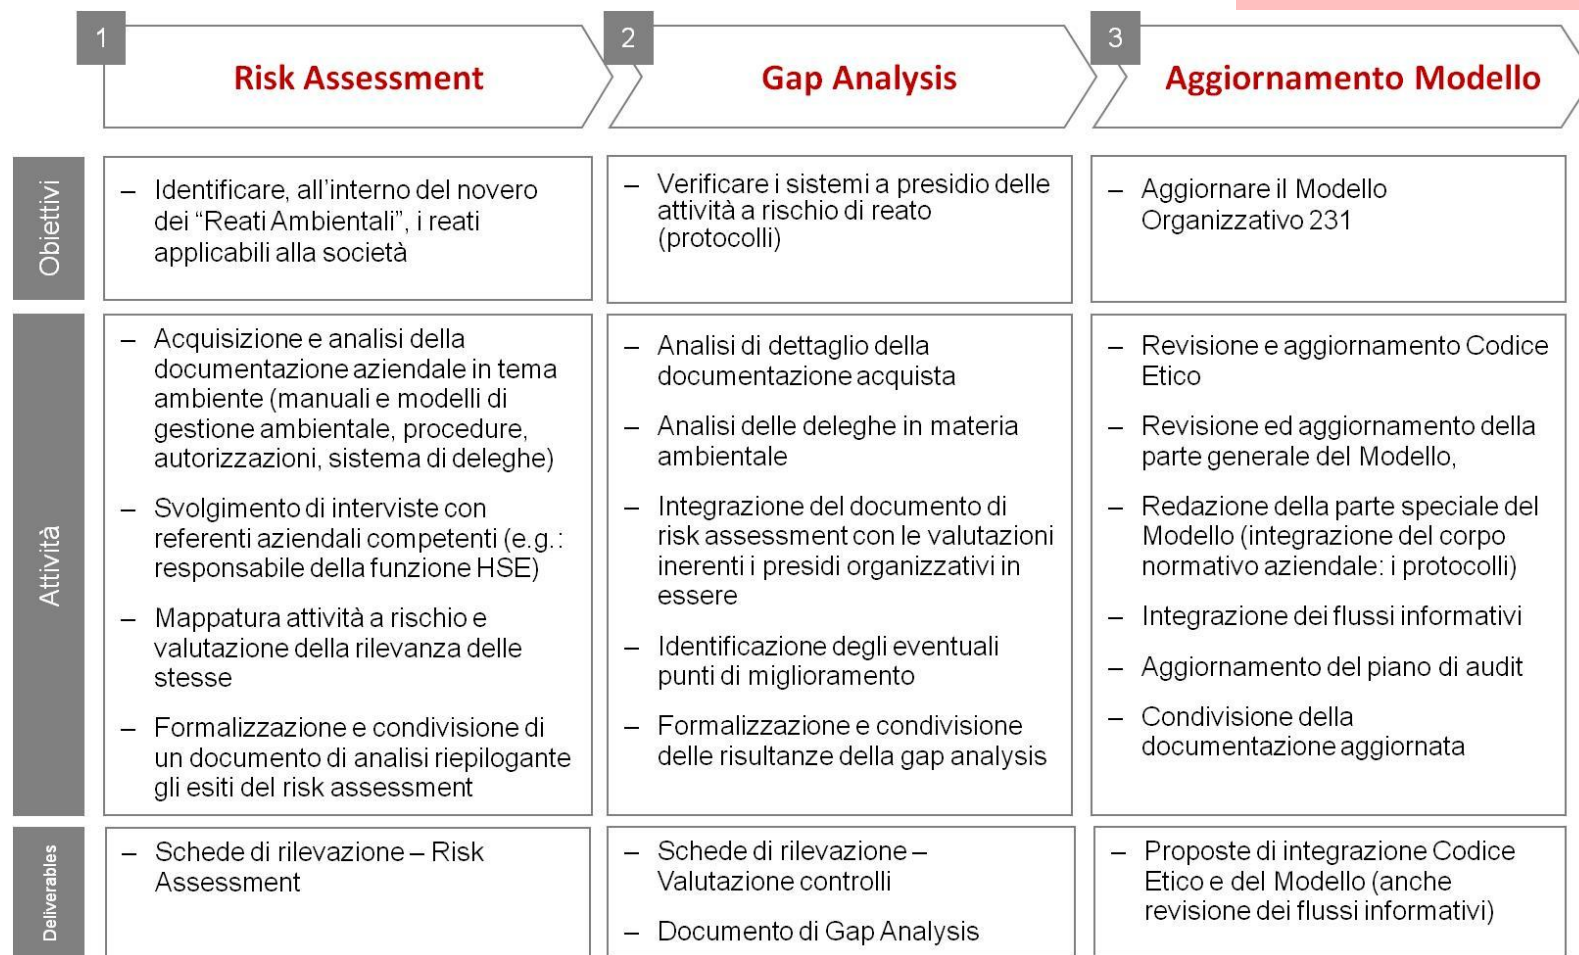 1
Risk Assessment
2
Gap Analysis
3
Aggiornamento Modello
Obiettivi
– Identificare, all'interno del novero
dei “Reati Ambientali”, i reati
applicabili alla società
– Verificare i sistemi a presidio delle
attività a rischio di reato
(protocolli)
– Aggiornare il Modello
Organizzativo 231
Attività
– Acquisizione e analisi della
documentazione aziendale in tema
ambiente (manuali e modelli di
gestione ambientale, procedure,
autorizzazioni, sistema di deleghe)
– Svolgimento di interviste con
referenti aziendali competenti (e.g.:
responsabile della funzione HSE)
– Mappatura attività a rischio e
valutazione della rilevanza delle
stesse
– Formalizzazione e condivisione di
un documento di analisi riepilogante
gli esiti del risk assessment
– Analisi di dettaglio della
documentazione acquista
– Analisi delle deleghe in materia
ambientale
– Integrazione del documento di
risk assessment con le valutazioni
inerenti i presidi organizzativi in
essere
– Identificazione degli eventuali
punti di miglioramento
– Formalizzazione e condivisione
delle risultanze della gap analysis
– Revisione e aggiornamento Codice
Etico
– Revisione ed aggiornamento della
parte generale del Modello,
– Redazione della parte speciale del
Modello (integrazione del corpo
normativo aziendale: i protocolli)
– Integrazione dei flussi informativi
– Aggiornamento del piano di audit
– Condivisione della
documentazione aggiornata
Deliverables
– Schede di rilevazione – Risk
Assessment
– Schede di rilevazione –
Valutazione controlli
– Documento di Gap Analysis
– Proposte di integrazione Codice
Etico e del Modello (anche
revisione dei flussi informativi)